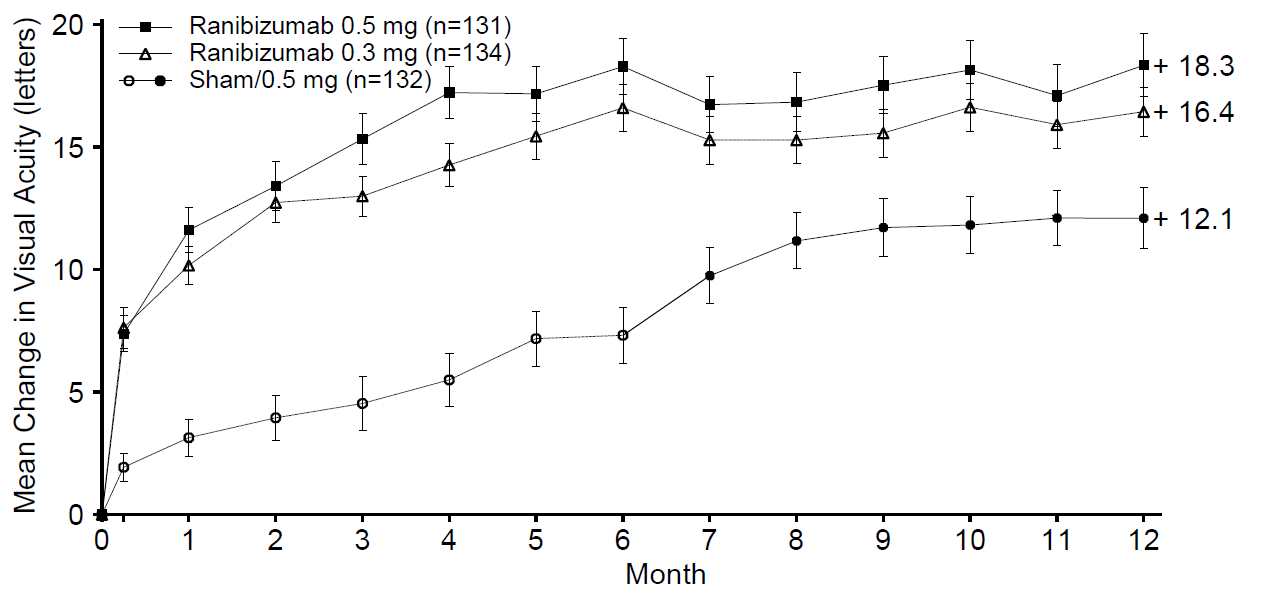 Mean Change in Visual Acuity (letters)
20
15
10
5
0
Ranibizumab 0.5 mg (n=131)
Ranibizumab 0.3 mg (n=134)
Sham/0.5 mg (n=132)
+ 18.3
+ 16.4
+ 12.1
0 1 2 3 4 5 6 7 8 9 10 11 12
Month